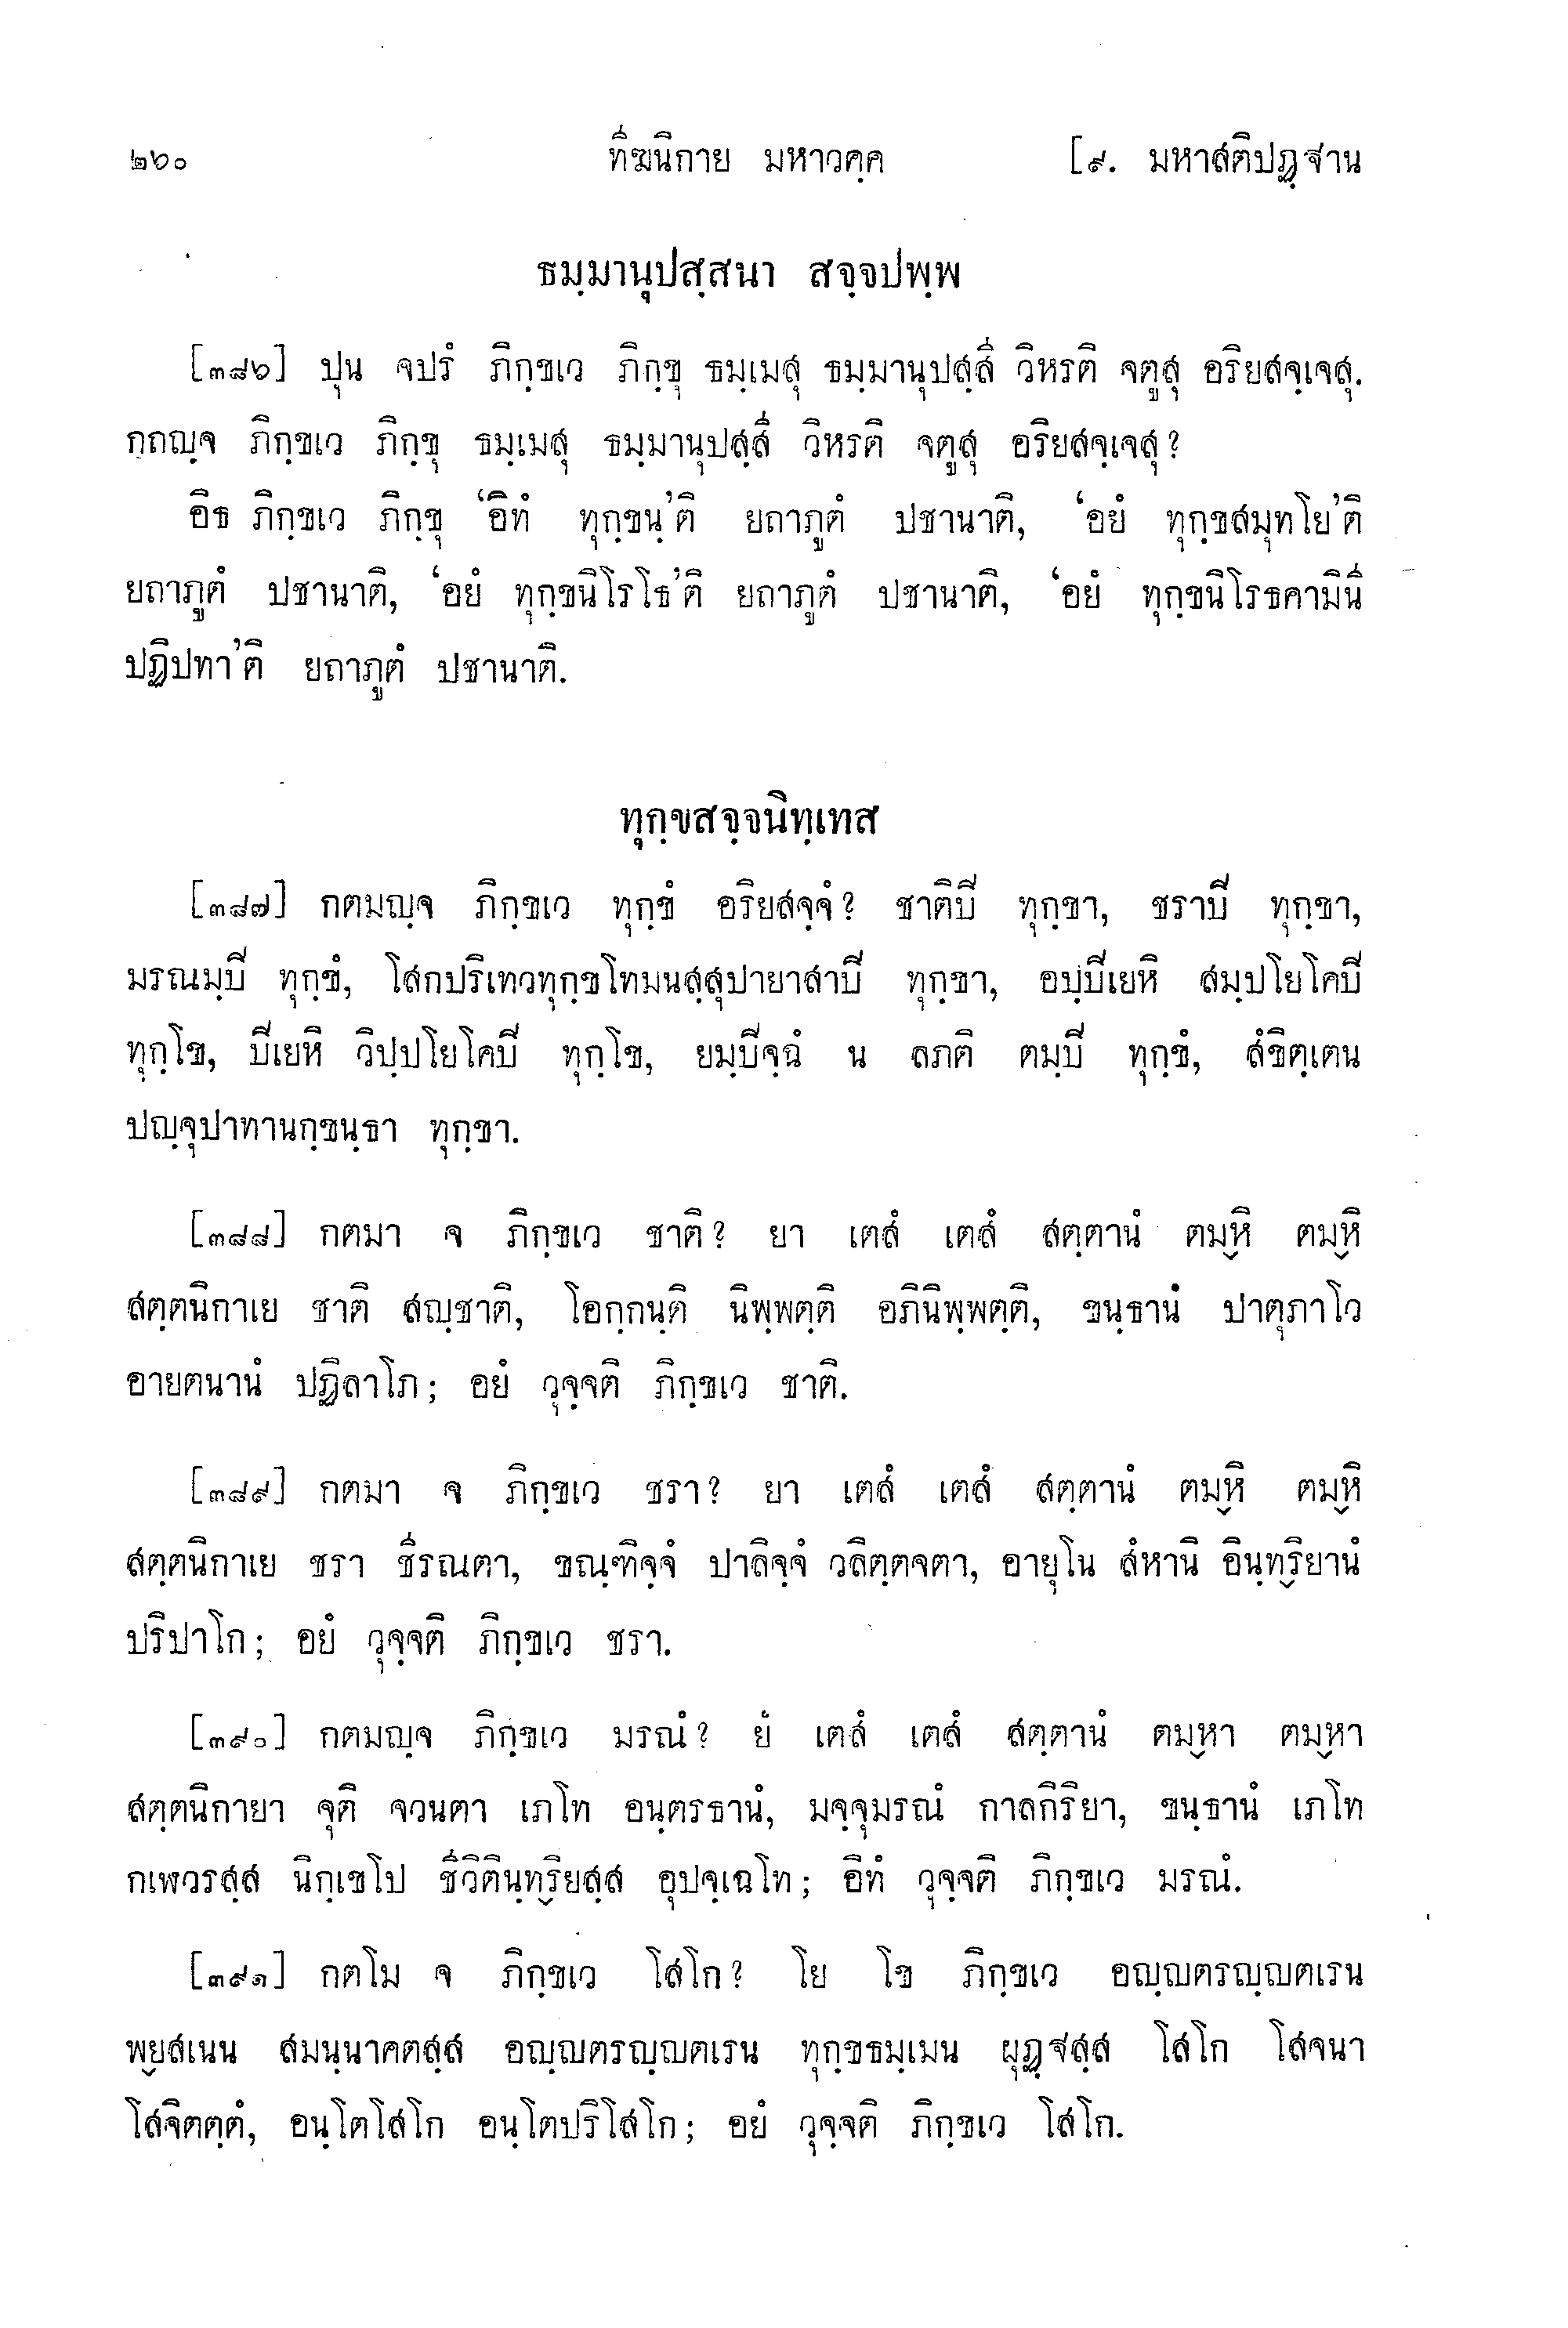 ๒๖๐ ทีฆนิกาย มหาวคฺค [๙. มหาสติปฏฺฐาน
ธมฺมานุปสฺสนา สจฺจปพฺพ
[๓๘๖] ปุน จปรํ ภิกฺขเว ภิกฺขุ ธมฺเมสุ ธมฺมานุปสฺสี วิหรติ จตูสุ อริยสจฺเจสุ.
กถญฺจ ภิกฺขเว ภิกฺขุ ธมฺเมสุ ธมฺมานุปสฺสี วิหรติ จตูสุ อริยสจฺเจสุ?
อิธ ภิกฺขเว ภิกฺขุ ‘อิทํ ทุกฺขนฺ’ติ ยถาภูตํ ปชานาติ, ‘อยํ ทุกฺขสมุทโย’ติ
ยถาภูตํ ปชานาติ, ‘อยํ ทุกฺขนิโรโธ’ติ ยถาภูตํ ปชานาติ, ‘อยํ ทุกฺขนิโรธคามินี
ปฏิปทา’ติ ยถาภูตํ ปชานาติ.
ทุกฺขสจฺจนิทฺเทส
[๓๘๗] กตมญฺจ ภิกฺขเว ทุกฺขํ อริยสจฺจํ? ชาติปิ ทุกฺขา, ชราปิ ทุกฺขา,
มรณมฺปิ ทุกฺขํ, โสกปริเทวทุกฺขโทมนสฺสุปายาสาปิ ทุกฺขา, อปฺปิเยหิ สมฺปโยโคปิ
ทุกฺโข, ปิเยหิ วิปฺปโยโคปิ ทุกฺโข, ยมฺปิจฺฉํ น ลภติ ตมฺปิ ทุกฺขํ, สํขิตฺเตน
ปญฺจุปาทานกฺขนฺธา ทุกฺขา.
[๓๘๘] กตมา จ ภิกฺขเว ชาติ? ยา เตสํ เตสํ สตฺตานํ ตม๎หิ ตม๎หิ
สตฺตนิกาเย ชาติ สญฺชาติ, โอกฺกนฺติ นิพฺพตฺติ อภินิพฺพตฺติ, ขนฺธานํ ปาตุภาโว
อายตนานํ ปฏิลาโภ; อยํ วุจฺจติ ภิกฺขเว ชาติ.
[๓๘๙] กตมา จ ภิกฺขเว ชรา? ยา เตสํ เตสํ สตฺตานํ ตม๎หิ ตม๎หิ
สตฺตนิกาเย ชรา ชีรณตา, ขณฺฑิจฺจํ ปาลิจฺจํ วลิตฺตจตา, อายุโน สํหานิ อินฺท๎ริยานํ
ปริปาโก; อยํ วุจฺจติ ภิกฺขเว ชรา.
[๓๙๐] กตมญฺจ ภิกฺขเว มรณํ? ยํ เตสํ เตสํ สตฺตานํ ตม๎หา ตม๎หา
สตฺตนิกายา จุติ จวนตา เภโท อนฺตรธานํ, มจฺจุมรณํ กาลกิริยา, ขนฺธานํ เภโท
กเฬวรสฺส นิกฺเขโป ชีวิตินฺท๎ริยสฺส อุปจฺเฉโท; อิทํ วุจฺจติ ภิกฺขเว มรณํ.
[๓๙๑] กตโม จ ภิกฺขเว โสโก? โย โข ภิกฺขเว อญฺญตรญฺญตเรน
พ๎ยสเนน สมนฺนาคตสฺส อญฺญตรญฺญตเรน ทุกฺขธมฺเมน ผุฏฺฐสฺส โสโก โสจนา
โสจิตตฺตํ, อนฺโตโสโก อนฺโตปริโสโก; อยํ วุจฺจติ ภิกฺขเว โสโก.